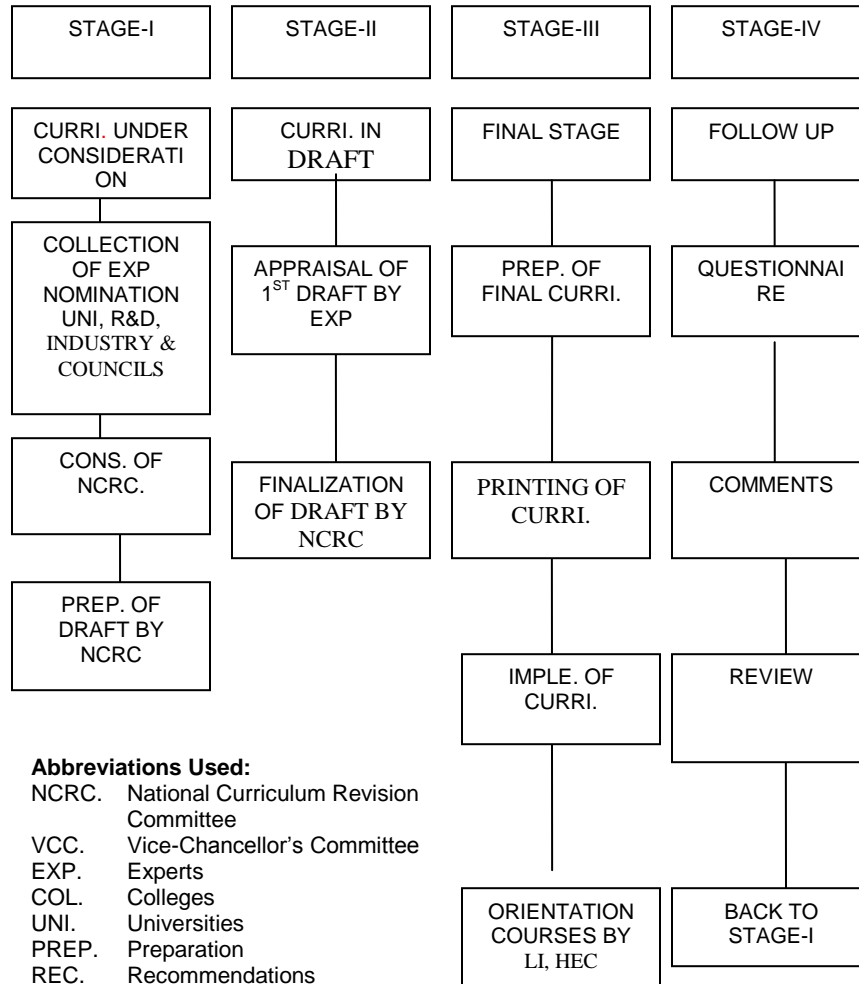 STAGE-I
CURRI. UNDER
CONSIDERATI
ON
COLLECTION
OF EXP
NOMINATION
UNI, R&D,
INDUSTRY &
COUNCILS
CONS. OF
NCRC.
PREP. OF
DRAFT BY
NCRC
STAGE-II
CURRI. IN
DRAFT
APPRAISAL OF
1ST DRAFT BY
EXP
FINALIZATION
OF DRAFT BY
NCRC
STAGE-III
FINAL STAGE
PREP. OF
FINAL CURRI.
PRINTING OF
CURRI.
IMPLE. OF
CURRI.
ORIENTATION
COURSES BY
LI, HEC
STAGE-IV
FOLLOW UP
QUESTIONNAI
RE
COMMENTS
REVIEW
BACK TO
STAGE-I
Abbreviations Used:
NCRC. National Curriculum Revision
Committee
VCC. Vice-Chancellor's Committee
EXP. Experts
COL. Colleges
UNI. Universities
PREP. Preparation
REC. Recommendations